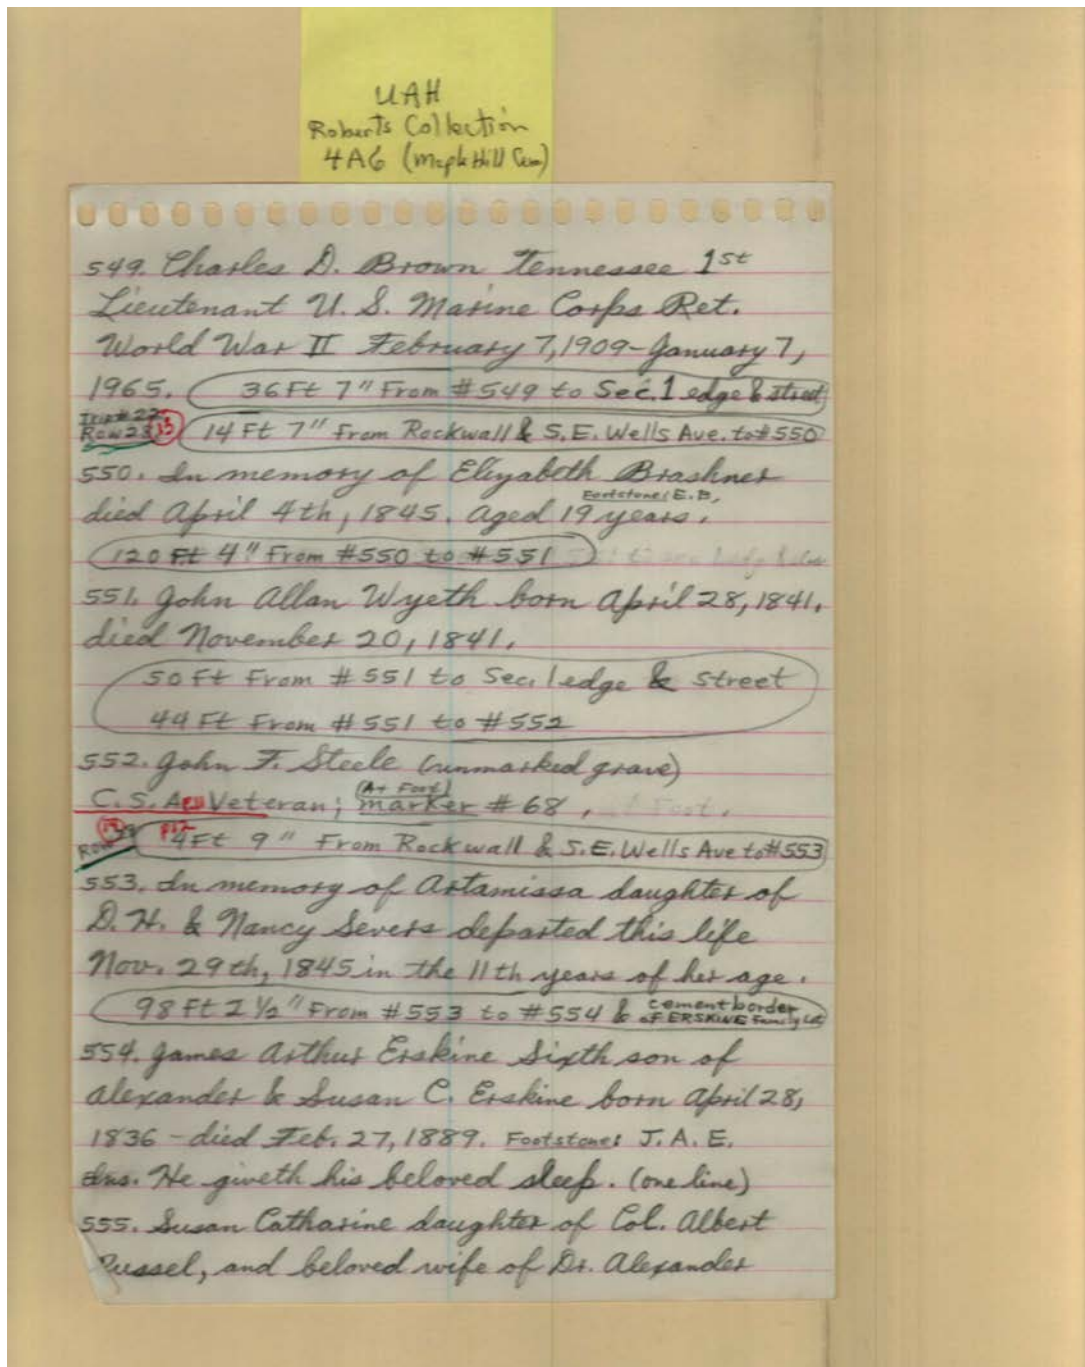 UAH
Roberts Collection
4A6 (Maple Hill Cem)
549. Charles D. Brown Tennessee 1st
Lieutenant U. S. Marine Corps Ret.
World War II February 7, 1909-January 7,
1965. 36 Ft 7" From #549 to Sec. 1 edge & street
Trip #22
Row 23 13 14 Ft 7" From Rockwall & S.E. Wells Ave. to #550
550. In memory of Elizabeth Brashner
Footstone: E.B.
died April 4th, 1845. Aged 19 years.
120 Ft 4" From #550 to #551
551. John Allan Wyeth born April 28, 1841.
died November 20, 1841.
50 Ft From #551 to Sec. 1 edge & street
44 Ft From #551 to #552
552. John F. Steele (unmarked grave)
(At Foot)
C. S. A. Veteran; marker #68,
Row 4 Ft 9" From Rockwall & S.E. Wells Ave to #553
553. In memory of Artamissa daughter of
D. H. & Nancy Severs departed this life
Nov. 29th, 1845 in the 11th years of her age.
98 Ft 2 ½" From #553 to #554 & cement border
of ERSKINE Family Lot
554. James Arthur Erskine Sixth son of
Alexander & Susan C. Erskine born April 28,
1836 - died Feb. 27, 1889. Footstone: J. A. E.
Ins. He giveth his beloved sleep. (one line)
555. Susan Catharine daughter of Col. Albert
Russel, and beloved wife of Dr. Alexander